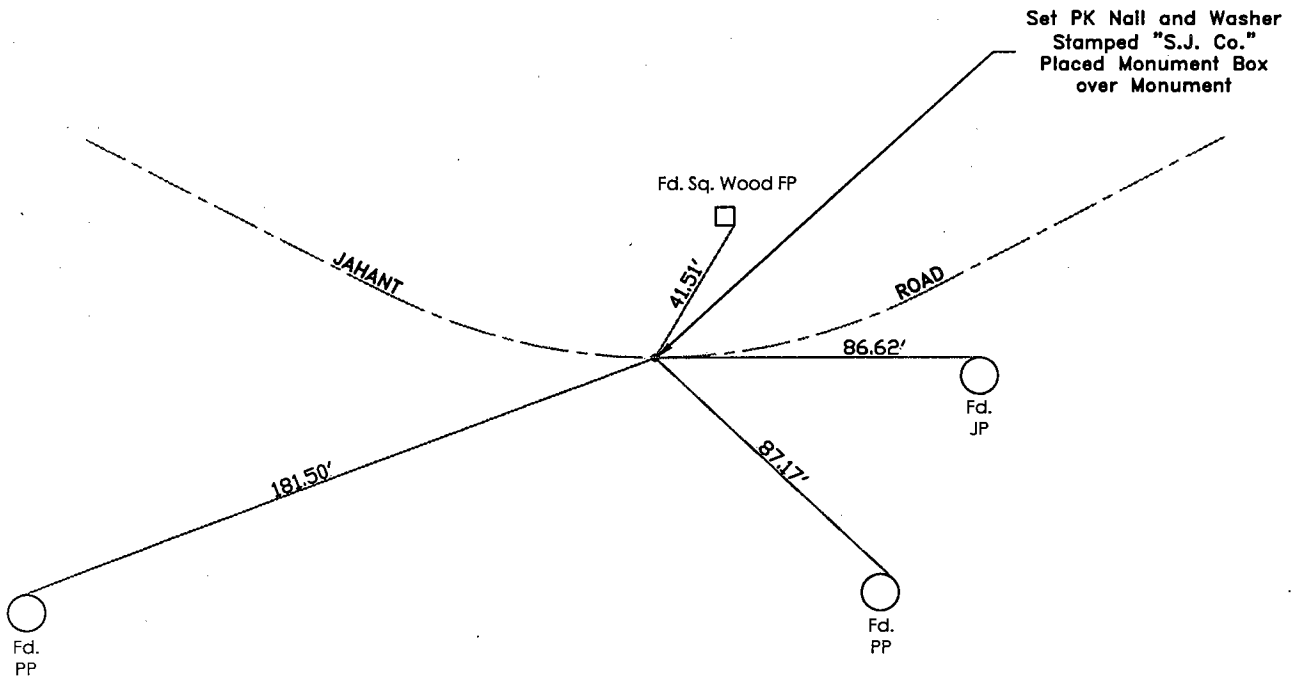 Set PK Nail and Washer
Stamped "S.J. Co."
Placed Monument Box
over Monument
Fd. Sq. Wood FP
JAHANT
41.51'
ROAD
86.62'
Fd.
JP
181.50'
87.17'
Fd.
PP
Fd.
PP